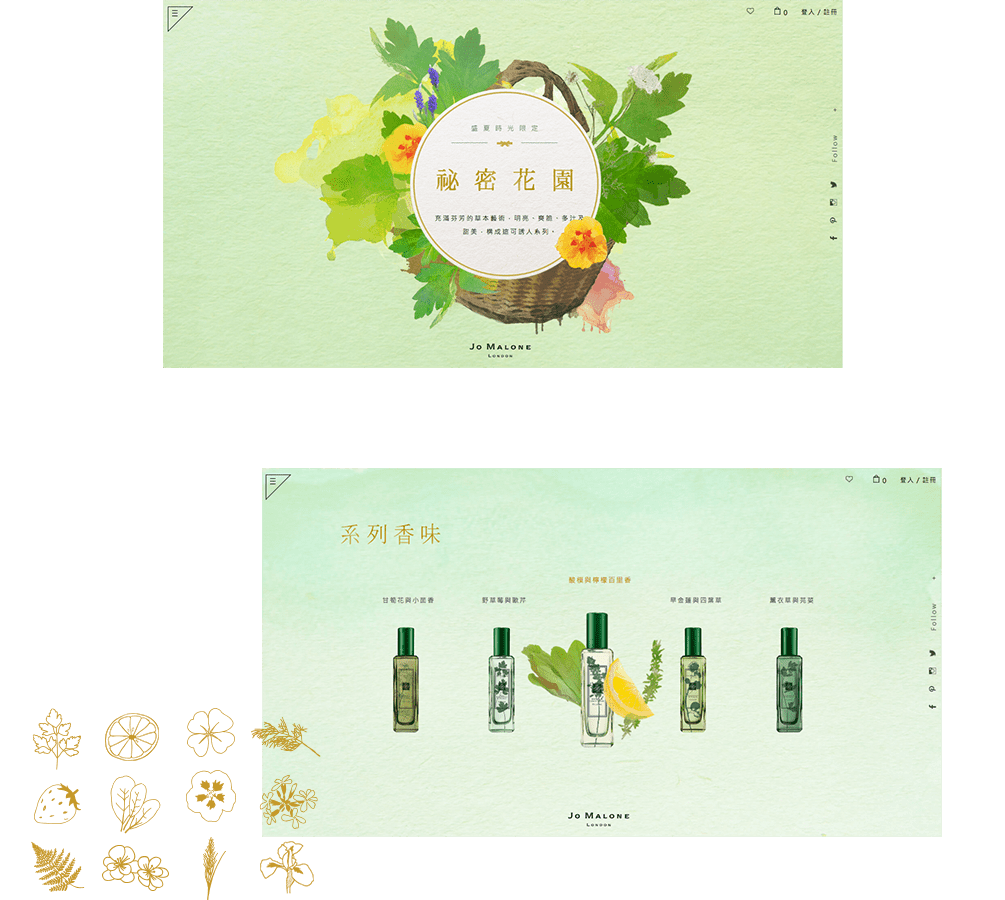 0 登入 / 註冊
盛夏時光限定
祕密花園
充滿芬芳的草本藝術，明亮、爽脆、多汁及
甜美，構成這可誘人系列。
+ Follow
JO MALONE
LONDON
0 登入 / 註冊
系列香味
酸模與檸檬百里香
甘菊花與小茴香
野草莓與歐芹
旱金蓮與四葉草
薰衣草與芫荽
+ Follow
JO MALONE
LONDON